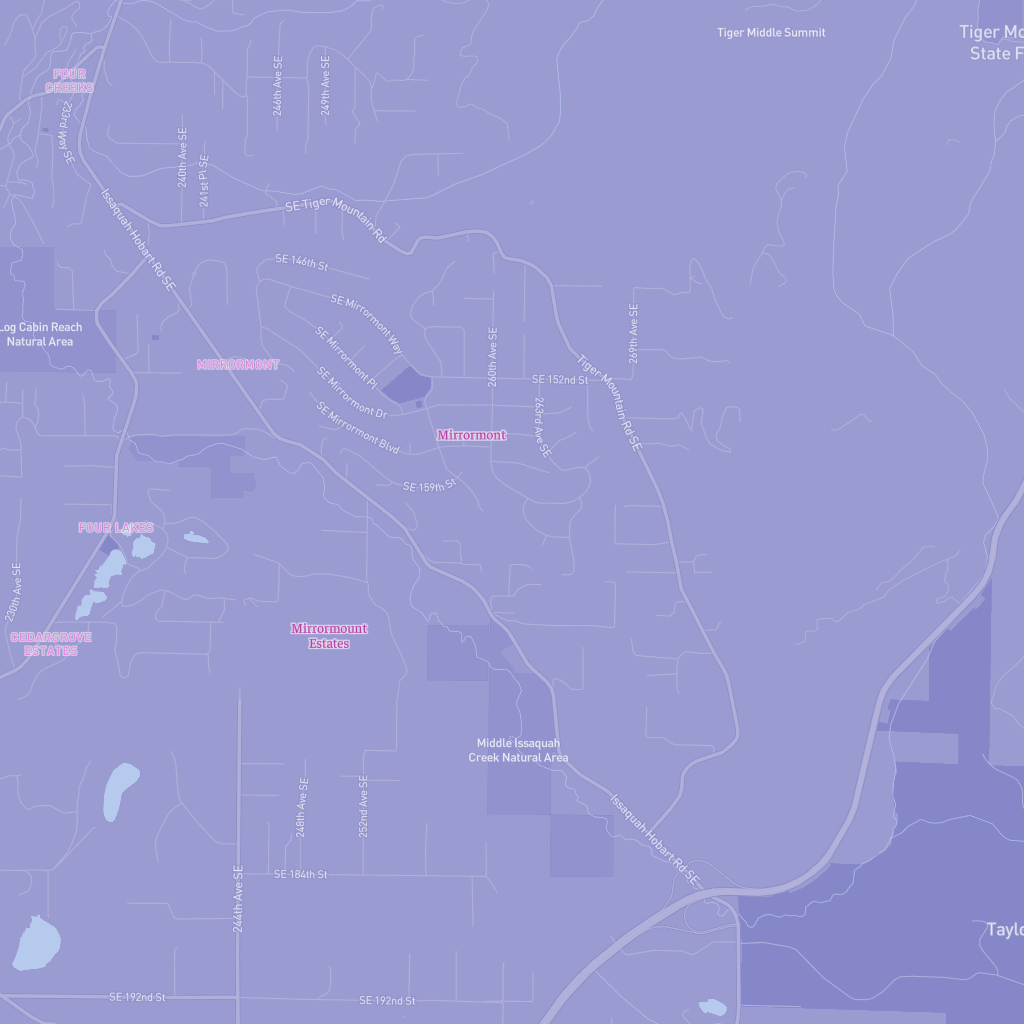 Tiger Middle Summit
Tiger Mo
State F
FOUR
CREEKS
246th Ave SE
249th Ave SE
233rd Way SE
240th Ave SE
241st Pl SE
Issaquah Hobart Rd SE
SE Tiger Mountain Rd
SE 146th St
SE Mirrormont Way
Log Cabin Reach
Natural Area
SE Mirrormont Pl
260th Ave SE
269th Ave SE
MIRRORMONT
SE Mirrormont Dr
SE 152nd St
Tiger Mountain Rd SE
SE Mirrormont Blvd
Mirrormont
263rd Ave SE
SE 159th St
FOUR LAKES
230th Ave SE
CEDARGROVE
ESTATES
Mirrormount
Estates
Middle Issaquah
Creek Natural Area
248th Ave SE
252nd Ave SE
Issaquah Hobart Rd SE
SE 184th St
244th Ave SE
Taylo
SE 192nd St
SE 192nd St